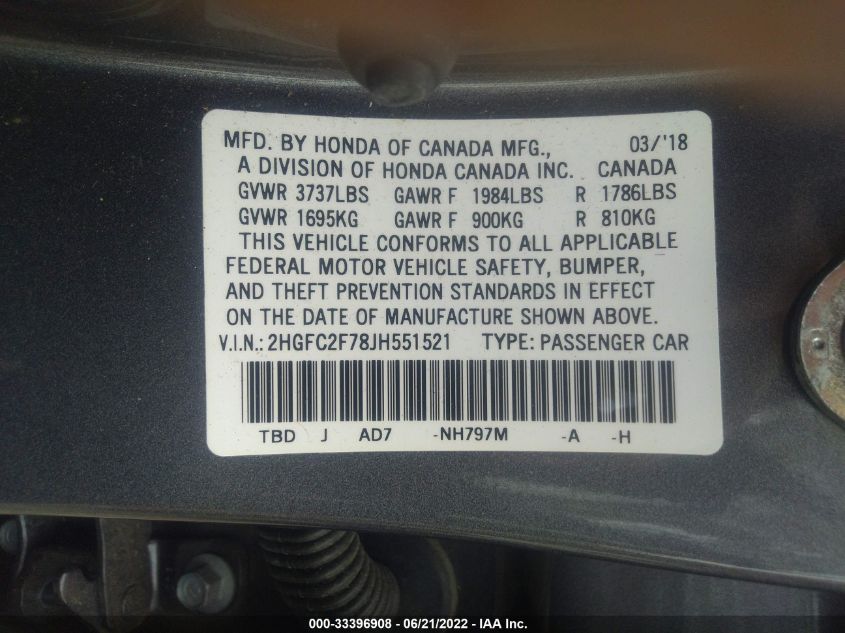 MFD. BY HONDA OF CANADA MFG., 03/'18
A DIVISION OF HONDA CANADA INC. CANADA
GVWR 3737LBS GAWR F 1984LBS R 1786LBS
GVWR 1695KG GAWR F 900KG R 810KG
THIS VEHICLE CONFORMS TO ALL APPLICABLE
FEDERAL MOTOR VEHICLE SAFETY, BUMPER,
AND THEFT PREVENTION STANDARDS IN EFFECT
ON THE DATE OF MANUFACTURE SHOWN ABOVE.
V.I.N.: 2HGFC2F78JH551521 TYPE: PASSENGER CAR
TBD J AD7 -NH797M -A -H
000-33396908 - 06/21/2022 - IAA Inc.